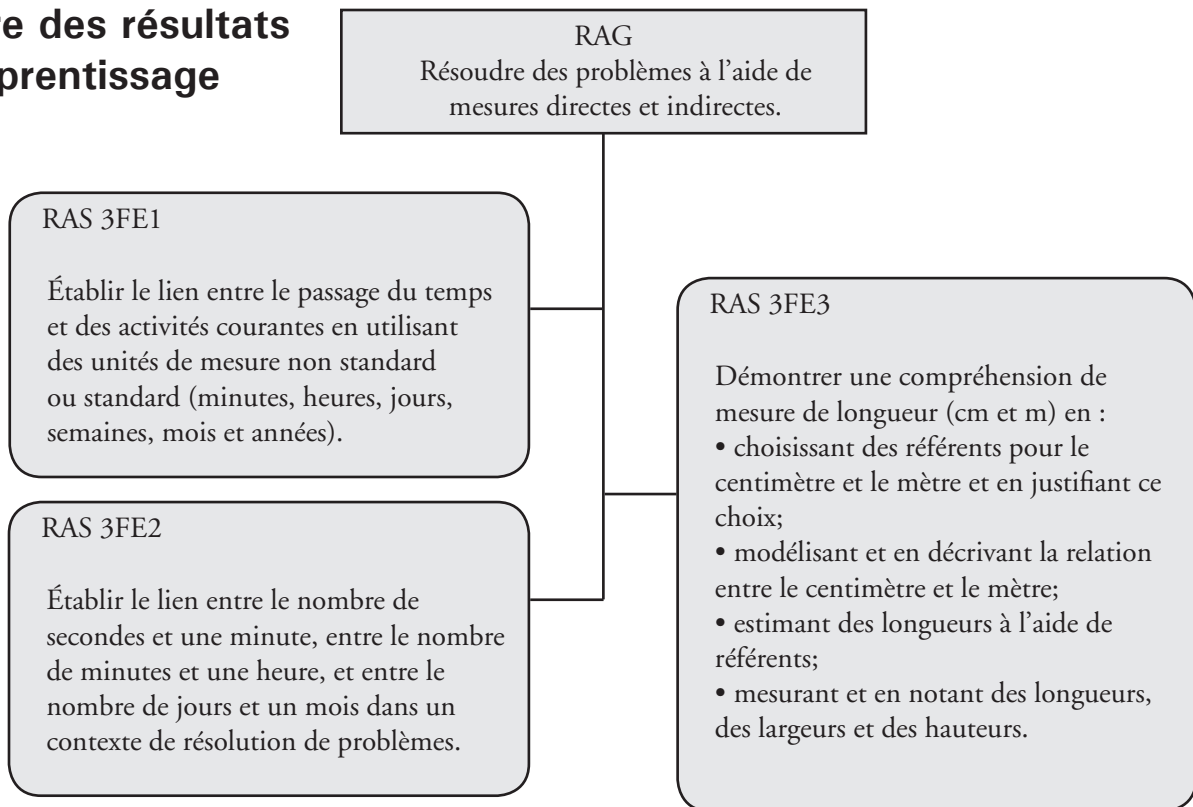 re des résultats
prentissage
RAG
Résoudre des problèmes à l'aide de
mesures directes et indirectes.
RAS 3FE1
Établir le lien entre le passage du temps
et des activités courantes en utilisant
des unités de mesure non standard
ou standard (minutes, heures, jours,
semaines, mois et années).
RAS 3FE2
Établir le lien entre le nombre de
secondes et une minute, entre le nombre
de minutes et une heure, et entre le
nombre de jours et un mois dans un
contexte de résolution de problèmes.
RAS 3FE3
Démontrer une compréhension de
mesure de longueur (cm et m) en :
• choisissant des référents pour le
centimètre et le mètre et en justifiant ce
choix;
• modélisant et en décrivant la relation
entre le centimètre et le mètre;
• estimant des longueurs à l'aide de
référents;
• mesurant et en notant des longueurs,
des largeurs et des hauteurs.